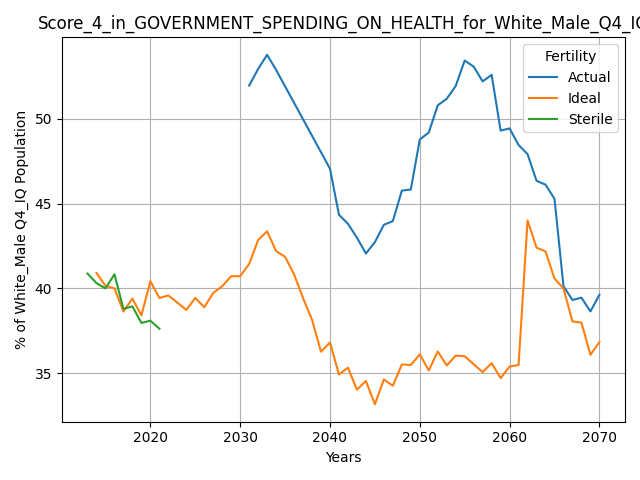 Score_4_in_GOVERNMENT_SPENDING_ON_HEALTH_for_White_Male_Q4_IQ
Fertility
Actual
Ideal
Sterile
% of White_Male Q4_IQ Population
50
45
40
35
2020 2030 2040 2050 2060 2070
Years